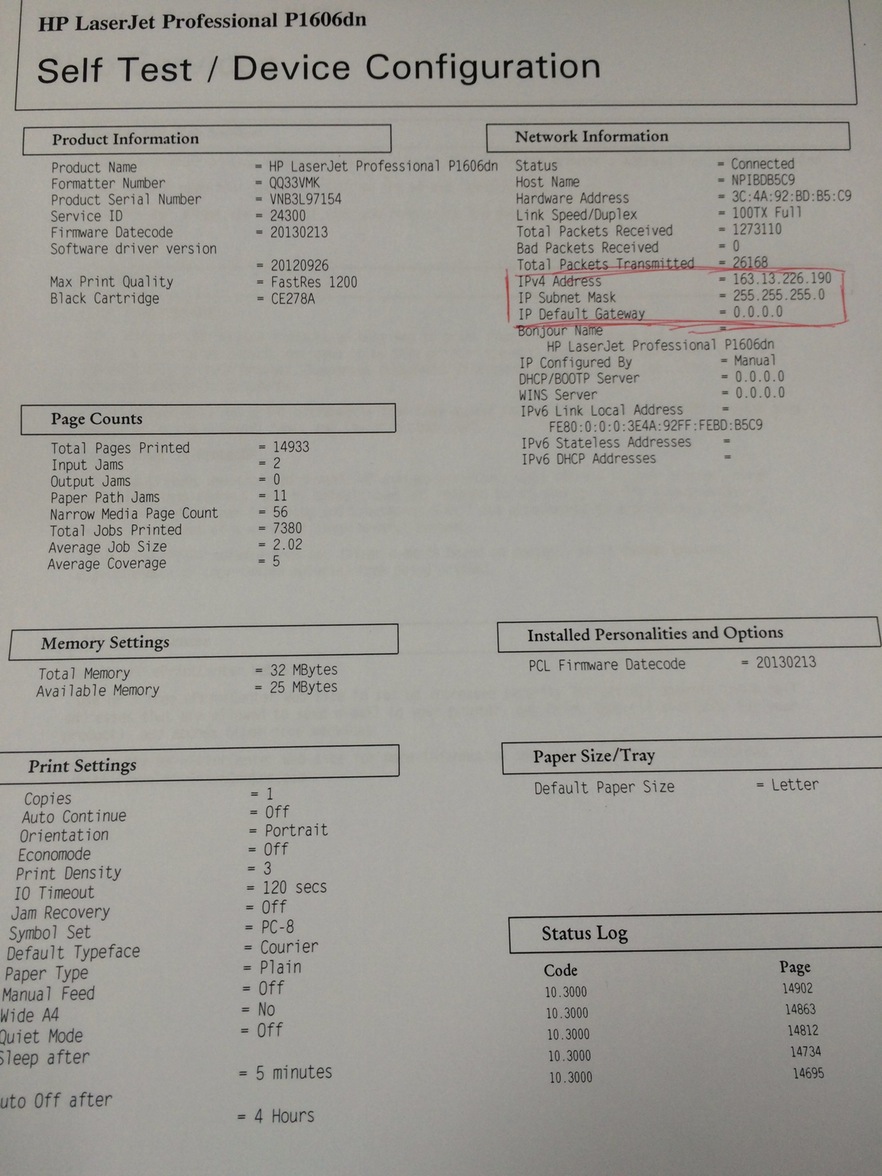 HP LaserJet Professional P1606dn
Self Test / Device Configuration
Product Information
Product Name = HP LaserJet Professional P1606dn
Formatter Number = QQ33VMK
Product Serial Number = VNB3L97154
Service ID = 24300
Firmware Datecode = 20130213
Software driver version
= 20120926
Max Print Quality = FastRes 1200
Black Cartridge = CE278A
Network Information
Status = Connected
Host Name = NPIBDB5C9
Hardware Address = 3C:4A:92:BD:B5:C9
Link Speed/Duplex = 100TX Full
Total Packets Received = 1273110
Bad Packets Received = 0
Total Packets Transmitted = 26168
IPv4 Address = 163.13.226.190
IP Subnet Mask = 255.255.255.0
IP Default Gateway = 0.0.0.0
Bonjour Name =
HP LaserJet Professional P1606dn
IP Configured By = Manual
DHCP/BOOTP Server = 0.0.0.0
WINS Server = 0.0.0.0
IPv6 Link Local Address =
FE80:0:0:0:3E4A:92FF:FEBD:B5C9
IPv6 Stateless Addresses =
IPv6 DHCP Addresses =
Page Counts
Total Pages Printed = 14933
Input Jams = 2
Output Jams = 0
Paper Path Jams = 11
Narrow Media Page Count = 56
Total Jobs Printed = 7380
Average Job Size = 2.02
Average Coverage = 5
Memory Settings
Total Memory = 32 MBytes
Available Memory = 25 MBytes
Installed Personalities and Options
PCL Firmware Datecode = 20130213
Print Settings
Copies = 1
Auto Continue = Off
Orientation = Portrait
Economode = Off
Print Density = 3
IO Timeout = 120 secs
Jam Recovery = Off
Symbol Set = PC-8
Default Typeface = Courier
Paper Type = Plain
Manual Feed = Off
Wide A4 = No
Quiet Mode = Off
Sleep after
= 5 minutes
uto Off after
= 4 Hours
Paper Size/Tray
Default Paper Size = Letter
Status Log
Code Page
10.3000 14902
10.3000 14863
10.3000 14812
10.3000 14734
10.3000 14695